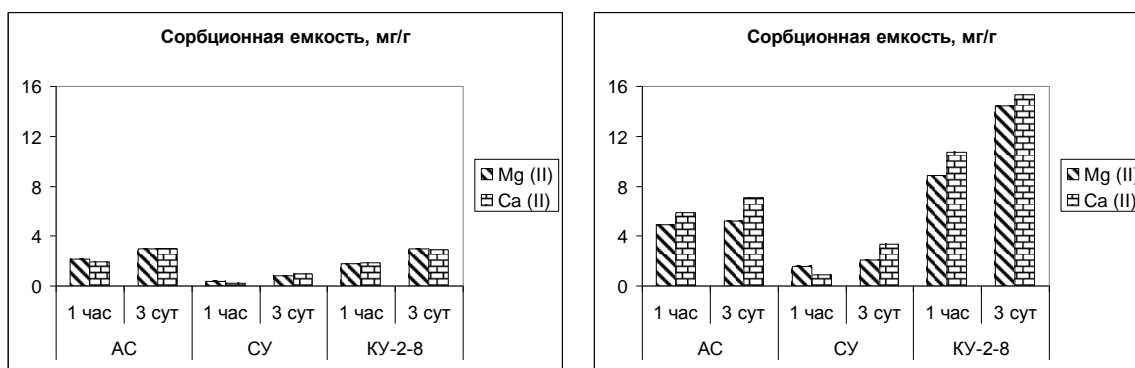 Сорбционная емкость, мг/г
16
12
8
4
0
1 час 3 сут 1 час 3 сут 1 час 3 сут
АС СУ КУ-2-8
Mg (II)
Ca (II)
Сорбционная емкость, мг/г
16
12
8
4
0
1 час 3 сут 1 час 3 сут 1 час 3 сут
АС СУ КУ-2-8
Mg (II)
Ca (II)